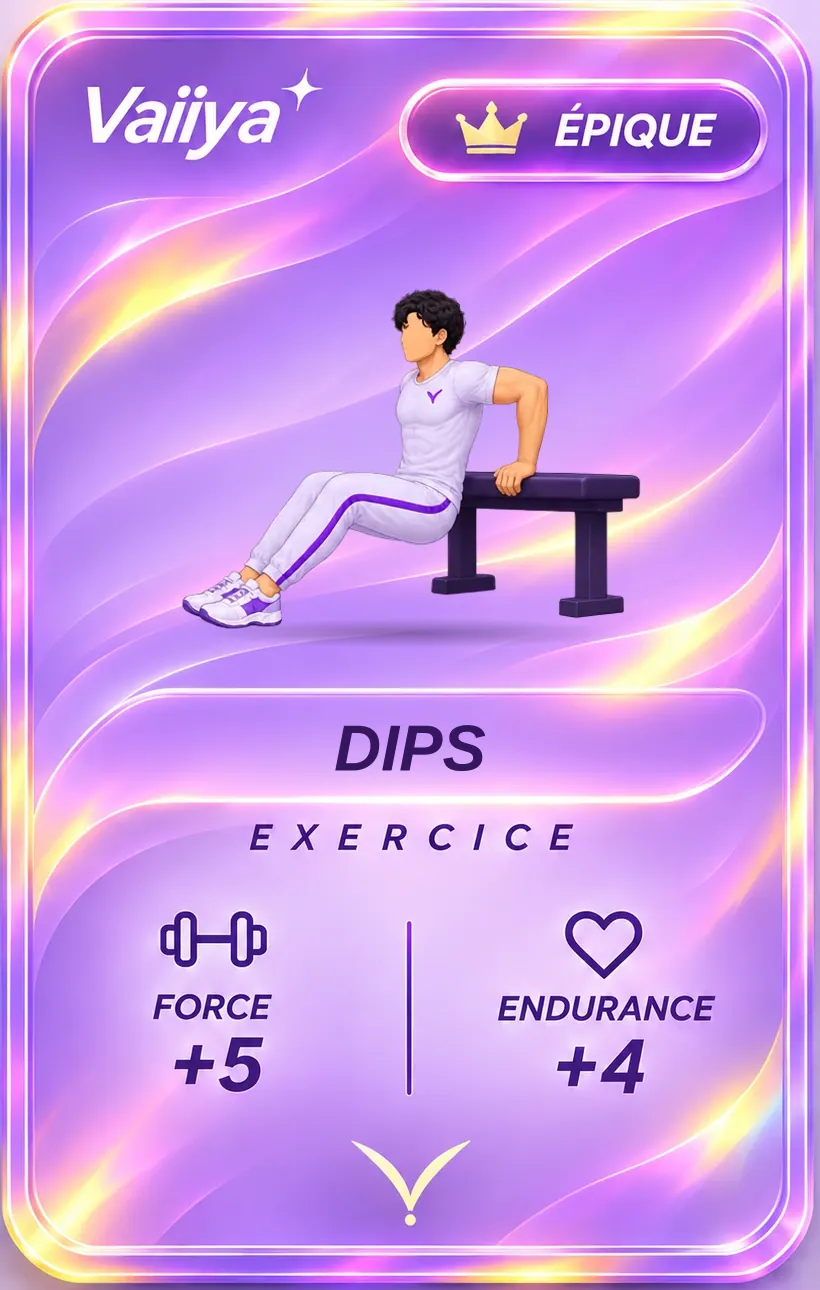 Vaiiya
ÉPIQUE
DIPS
EXERCICE
FORCE
+5
ENDURANCE
+4